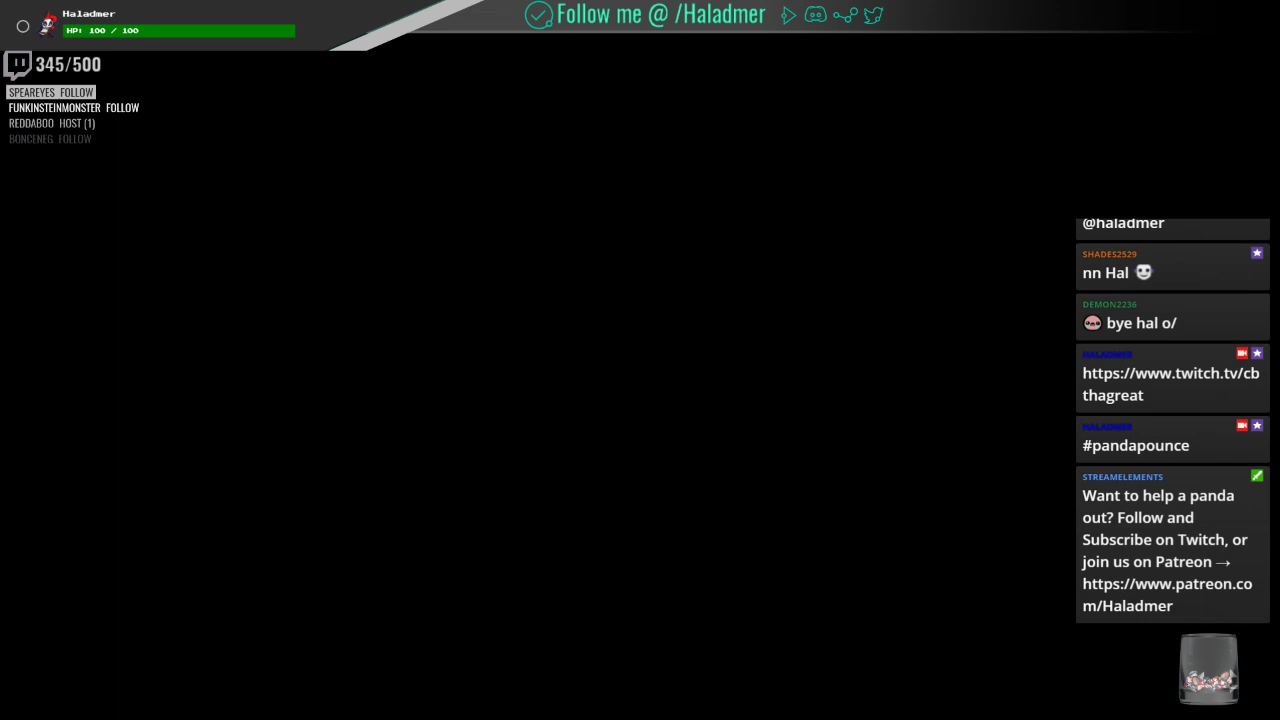 Haladmer
HP: 100 / 100
Follow me @ /Haladmer
345/500
SPEAREYES FOLLOW
FUNKINSTEINMONSTER FOLLOW
REDDABOO HOST (1)
BONCENEG FOLLOW
@haladmer
SHADES2529
nn Hal
DEMON2236
bye hal o/
HALADMER
https://www.twitch.tv/cb
thagreat
HALADMER
#pandapounce
STREAMELEMENTS
Want to help a panda
out? Follow and
Subscribe on Twitch, or
join us on Patreon →
https://www.patreon.co
m/Haladmer